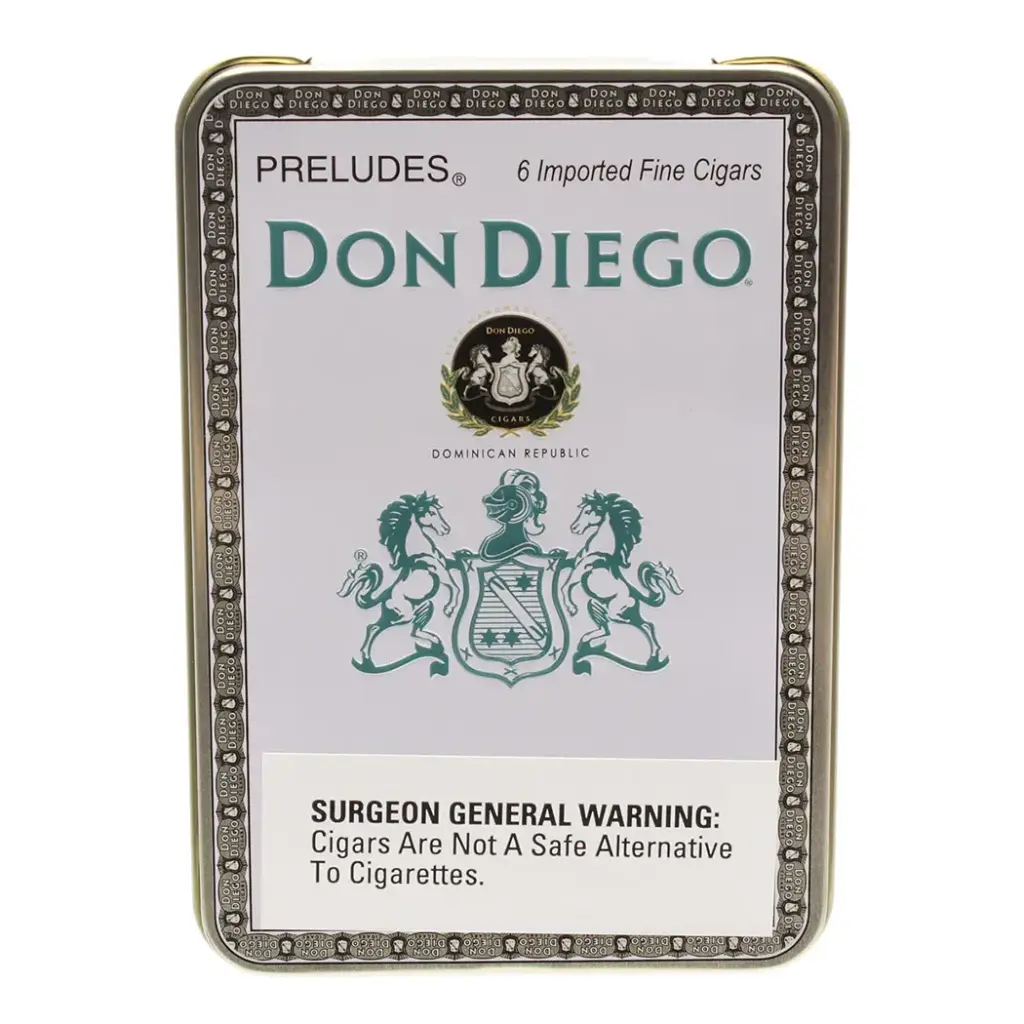 PRELUDES® 6 Imported Fine Cigars
DON DIEGO®
DON DIEGO
CIGARS
DOMINICAN REPUBLIC
®
SURGEON GENERAL WARNING:
Cigars Are Not A Safe Alternative
To Cigarettes.